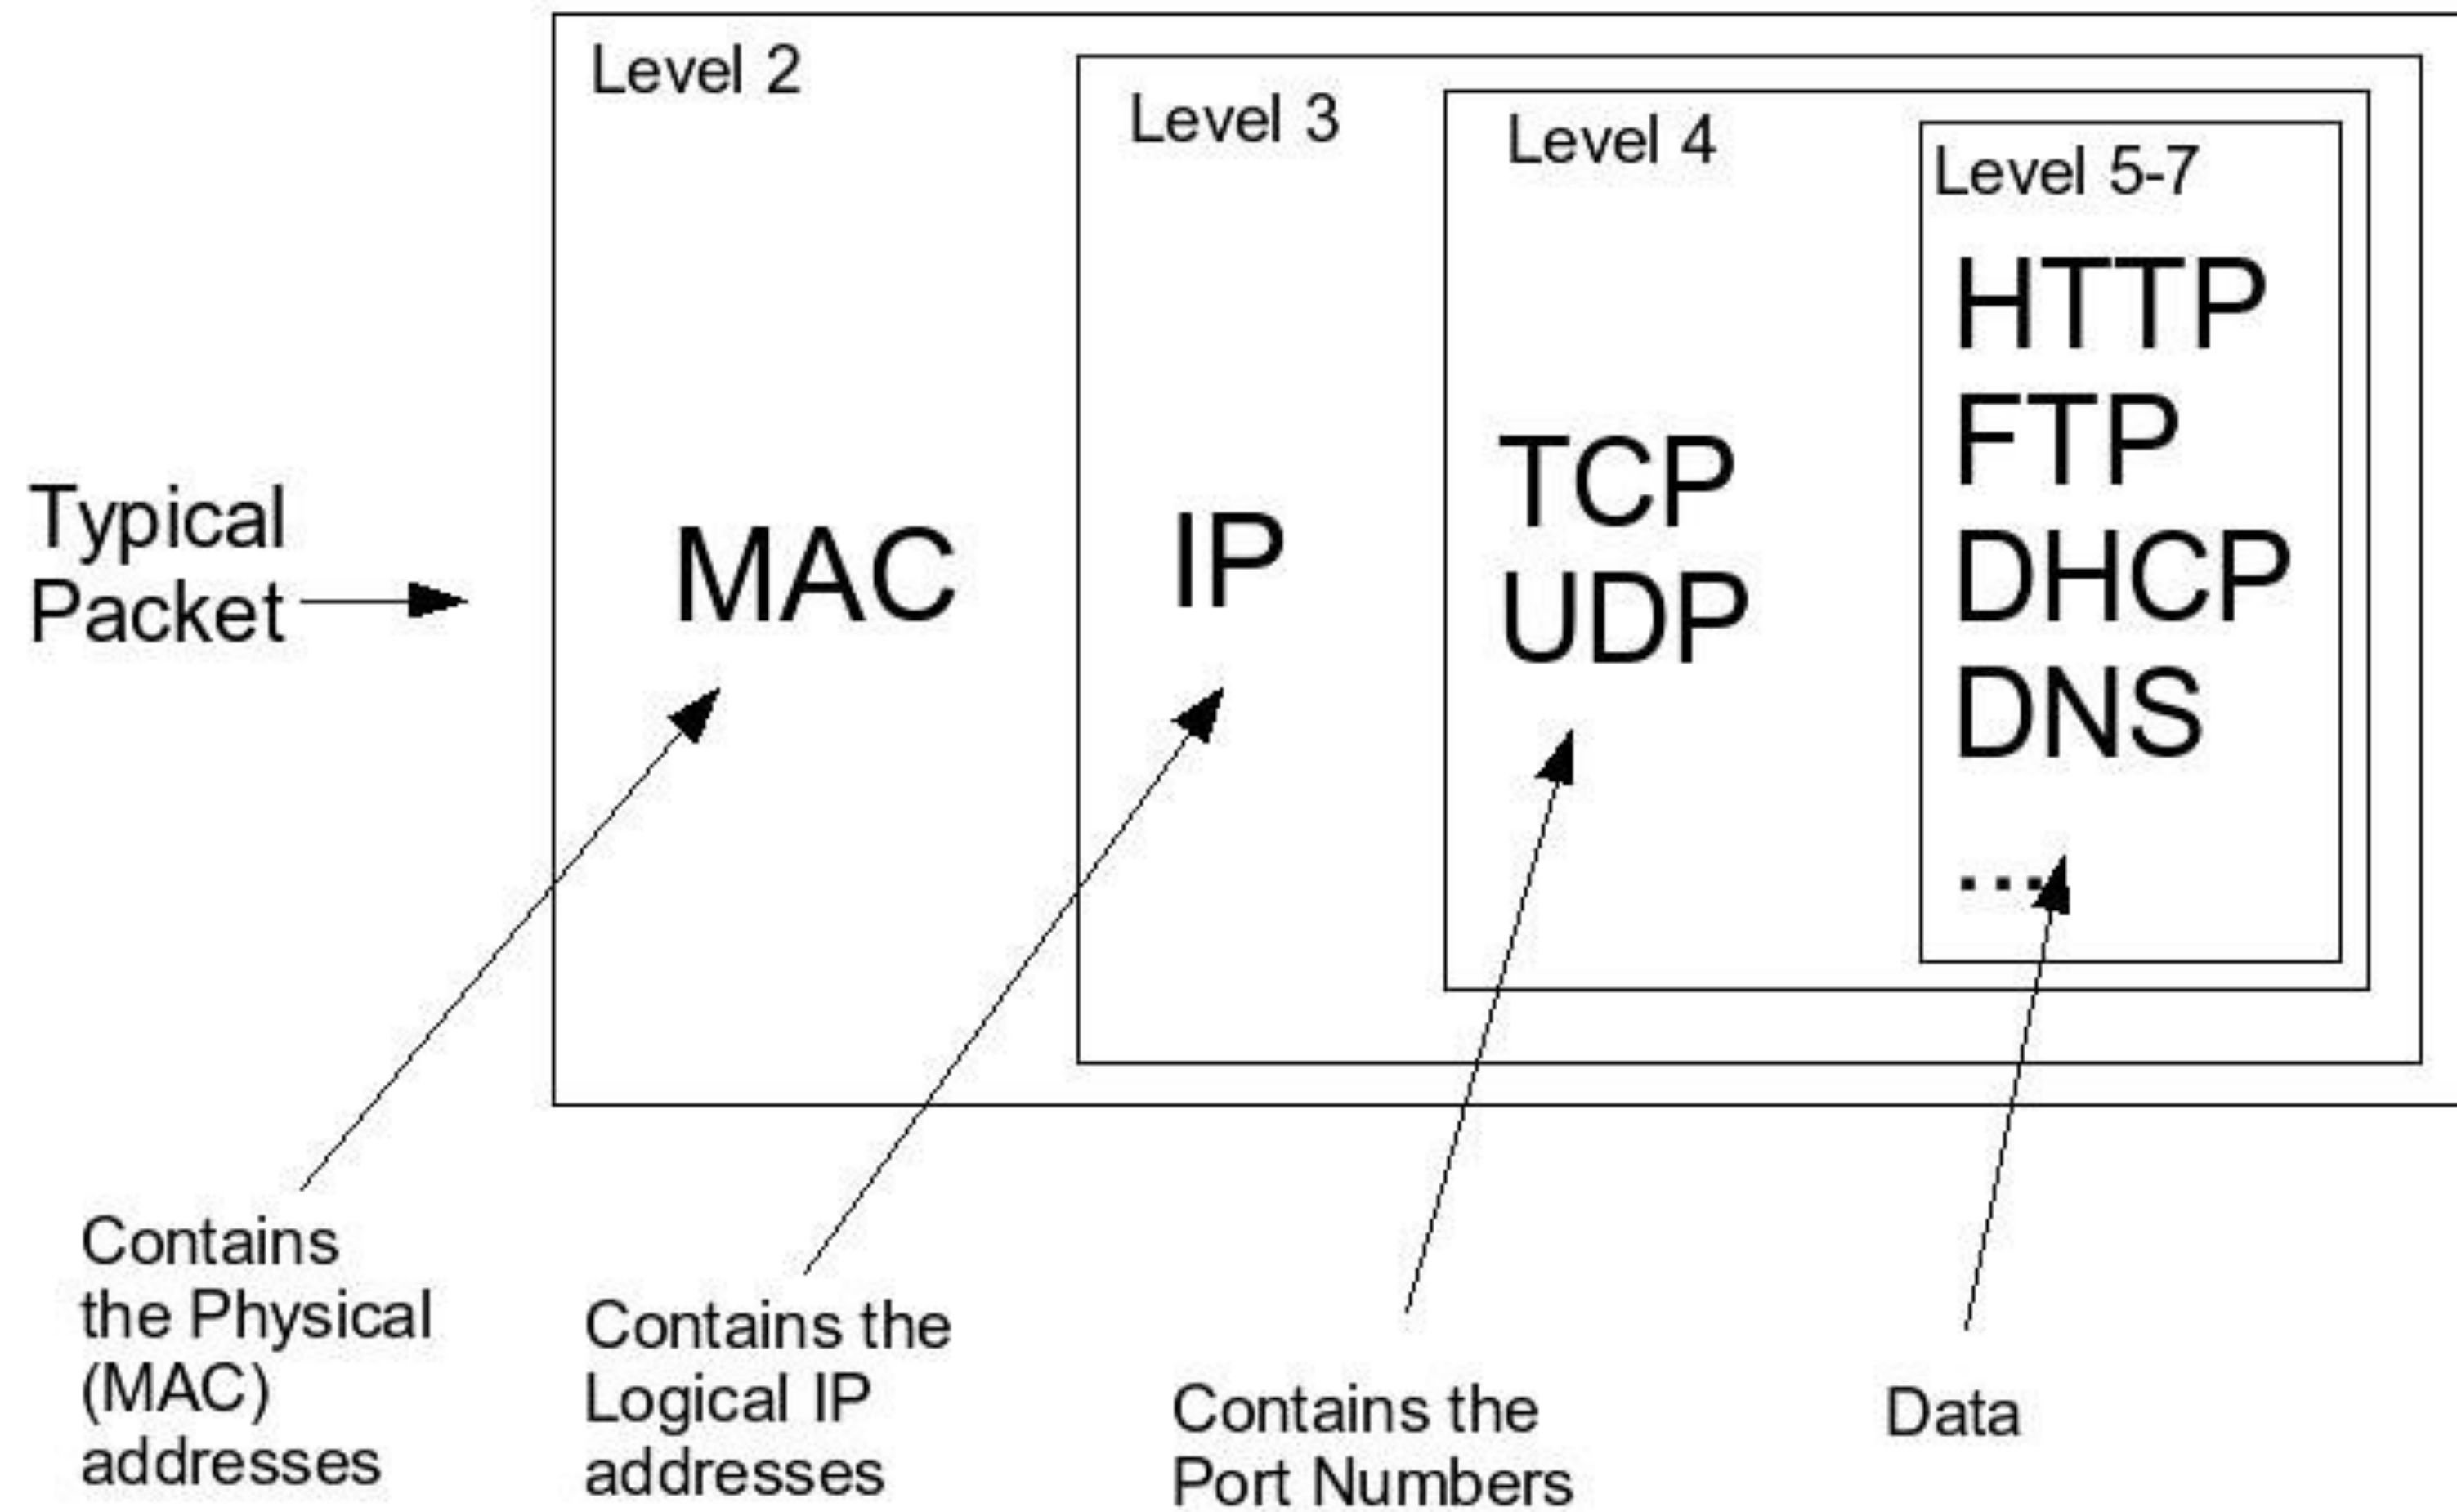 Level 2
Level 3
Level 4
Level 5-7
HTTP
FTP
DHCP
DNS
...
TCP
UDP
IP
MAC
Typical
Packet
Contains
the Physical
(MAC)
addresses
Contains the
Logical IP
addresses
Contains the
Port Numbers
Data